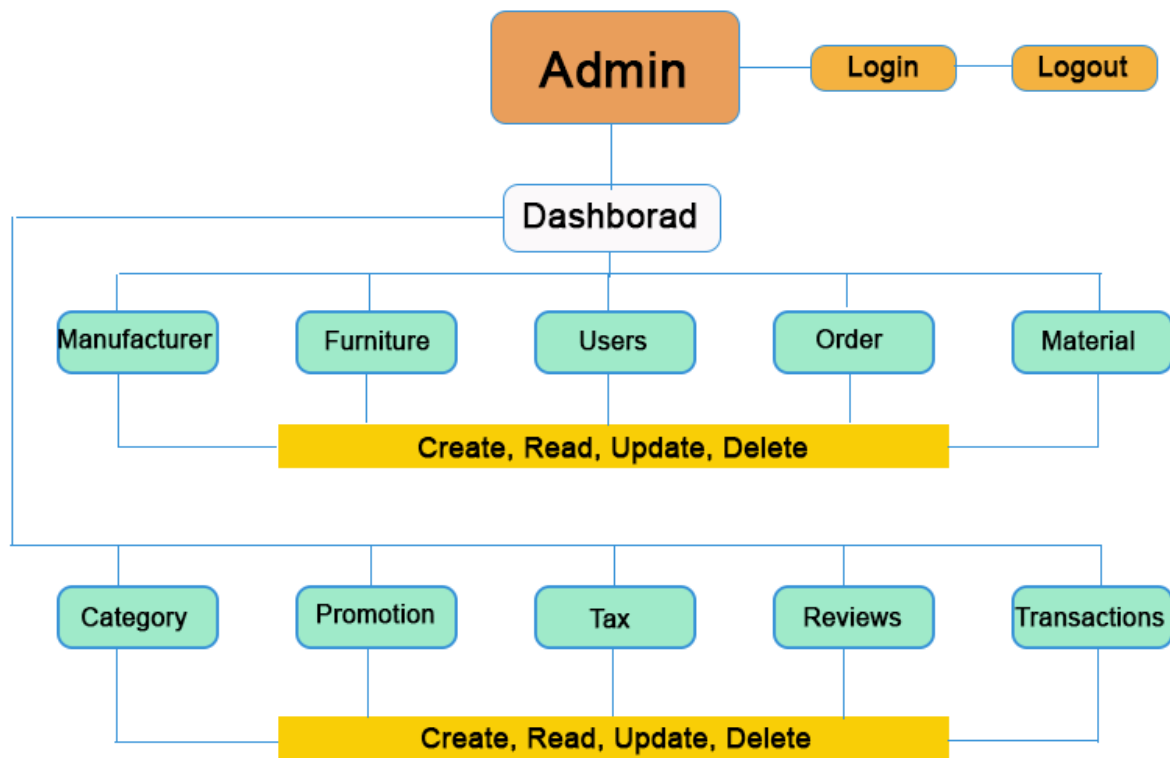 Admin
Login
Logout
Dashborad
Manufacturer
Furniture
Users
Order
Material
Create, Read, Update, Delete
Category
Promotion
Tax
Reviews
Transactions
Create, Read, Update, Delete